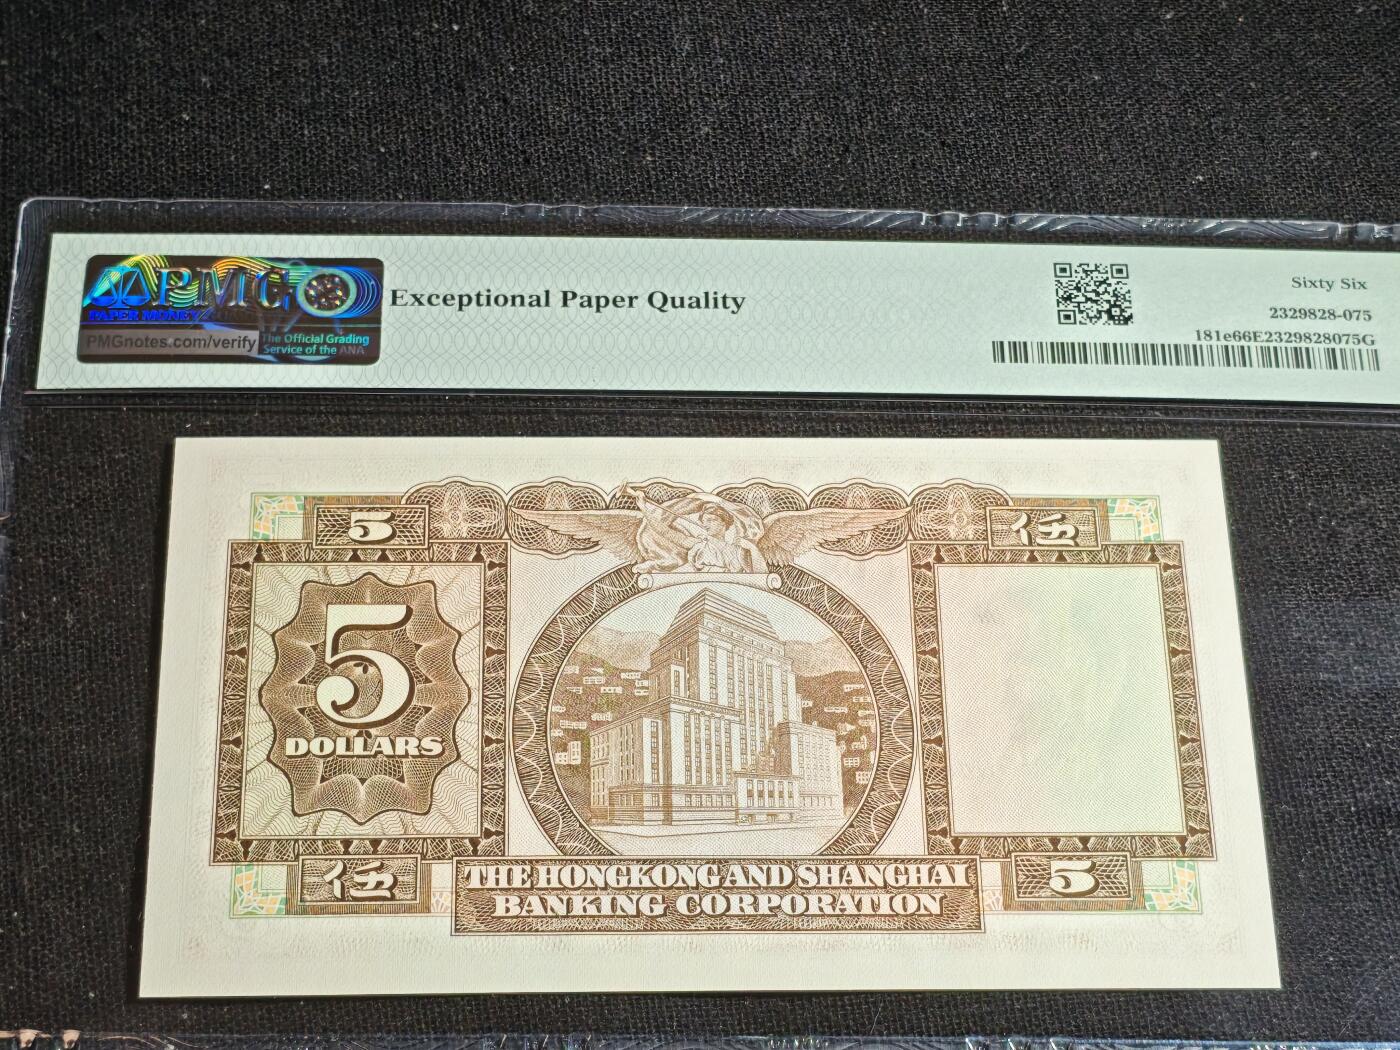 PMG
PAPER MONEY
PMGnotes.com/verify
The Official Grading
Service of the ANA
Exceptional Paper Quality
Sixty Six
2329828-075
181e66E2329828075G
5
伍
5
DOLLARS
伍
5
THE HONGKONG AND SHANGHAI
BANKING CORPORATION